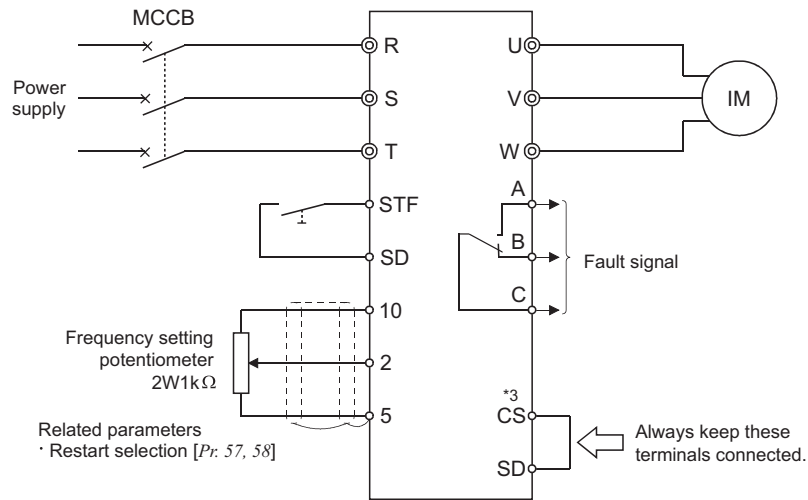 MCCB
R
U
Power
supply
S
V
IM
T
W
STF
A
SD
B
Fault signal
C
10
Frequency setting
potentiometer
2W1kΩ
2
*3
5
CS
Related parameters
· Restart selection [Pr. 57, 58]
Always keep these
terminals connected.
SD